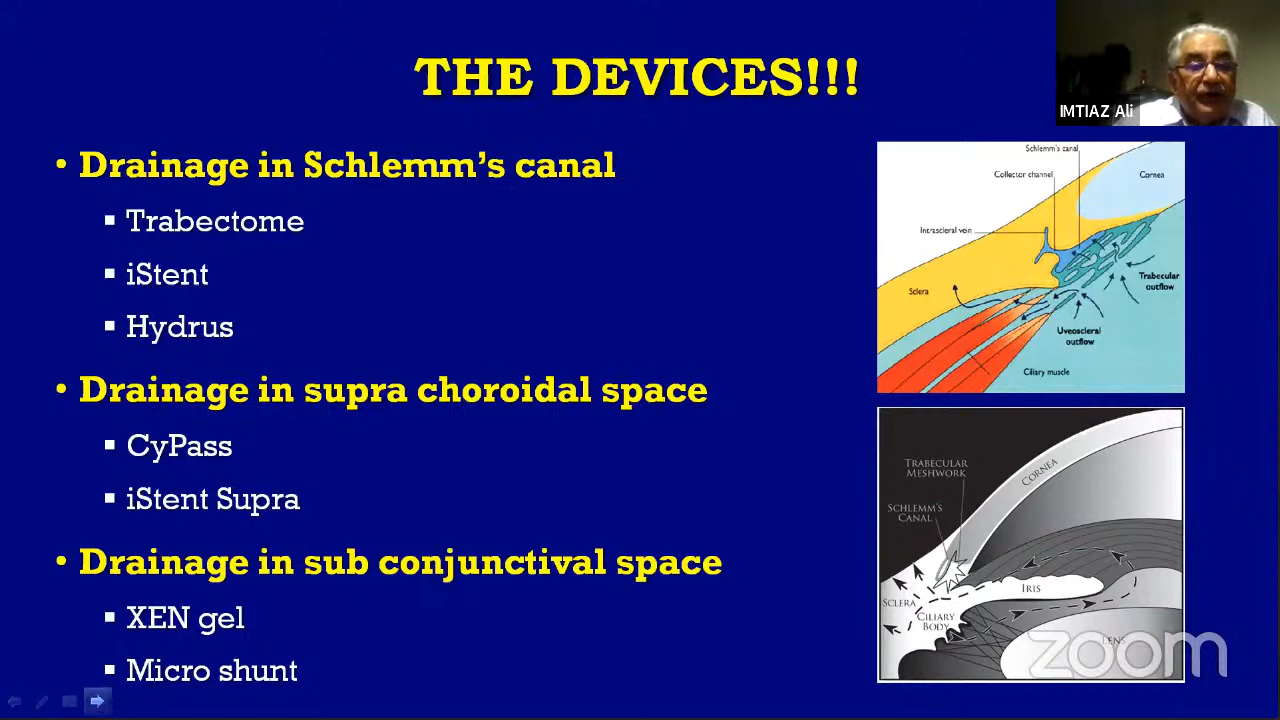 THE DEVICES!!!
IMTIAZ Ali
• Drainage in Schlemm’s canal
▪ Trabectome
▪ iStent
▪ Hydrus
• Drainage in supra choroidal space
▪ CyPass
▪ iStent Supra
• Drainage in sub conjunctival space
▪ XEN gel
▪ Micro shunt
Schlemm's canal
Collector channel
Cornea
Intrascleral vein
Sclera
Trabecular
outflow
Uveoscleral
outflow
Ciliary muscle
TRABECULAR
MESHWORK
CORNEA
SCHLEMM'S
CANAL
IRIS
SCLERA
CILIARY
BODY
LENS
zoom